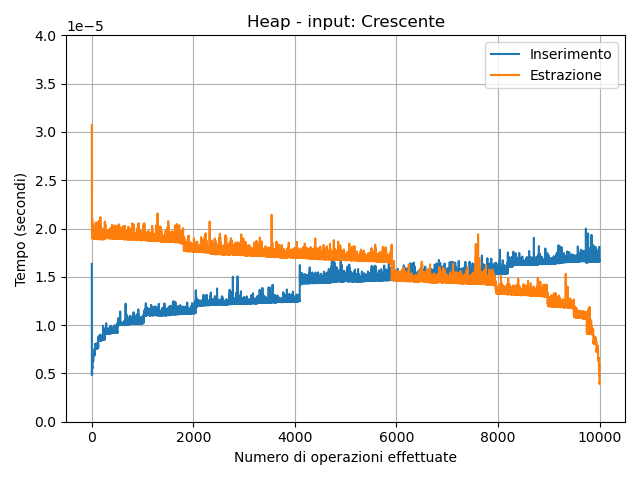 Heap - input: Crescente
1e−5
4.0
3.5
3.0
2.5
2.0
1.5
1.0
0.5
0.0
Tempo (secondi)
Inserimento
Estrazione
0 2000 4000 6000 8000 10000
Numero di operazioni effettuate